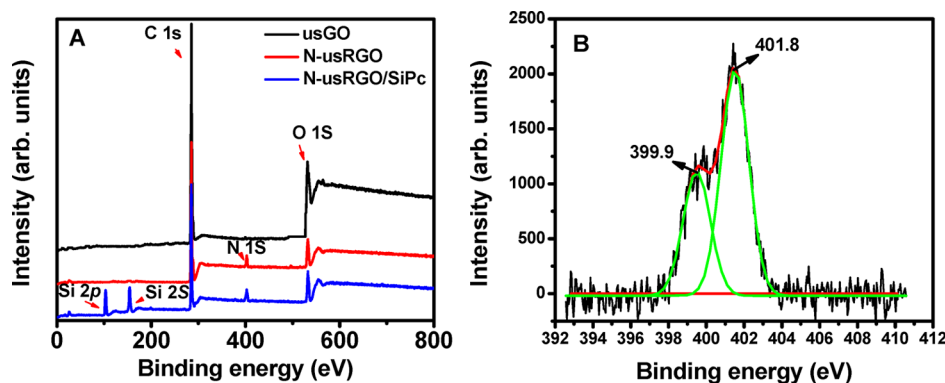 A
C 1s
usGO
N-usRGO
N-usRGO/SiPc
O 1S
N 1S
Si 2p
Si 2S
Intensity (arb. units)
0 200 400 600 800
Binding energy (eV)
B
401.8
399.9
2500
2000
1500
1000
500
0
Intensity (arb. units)
392 394 396 398 400 402 404 406 408 410 412
Binding energy (eV)